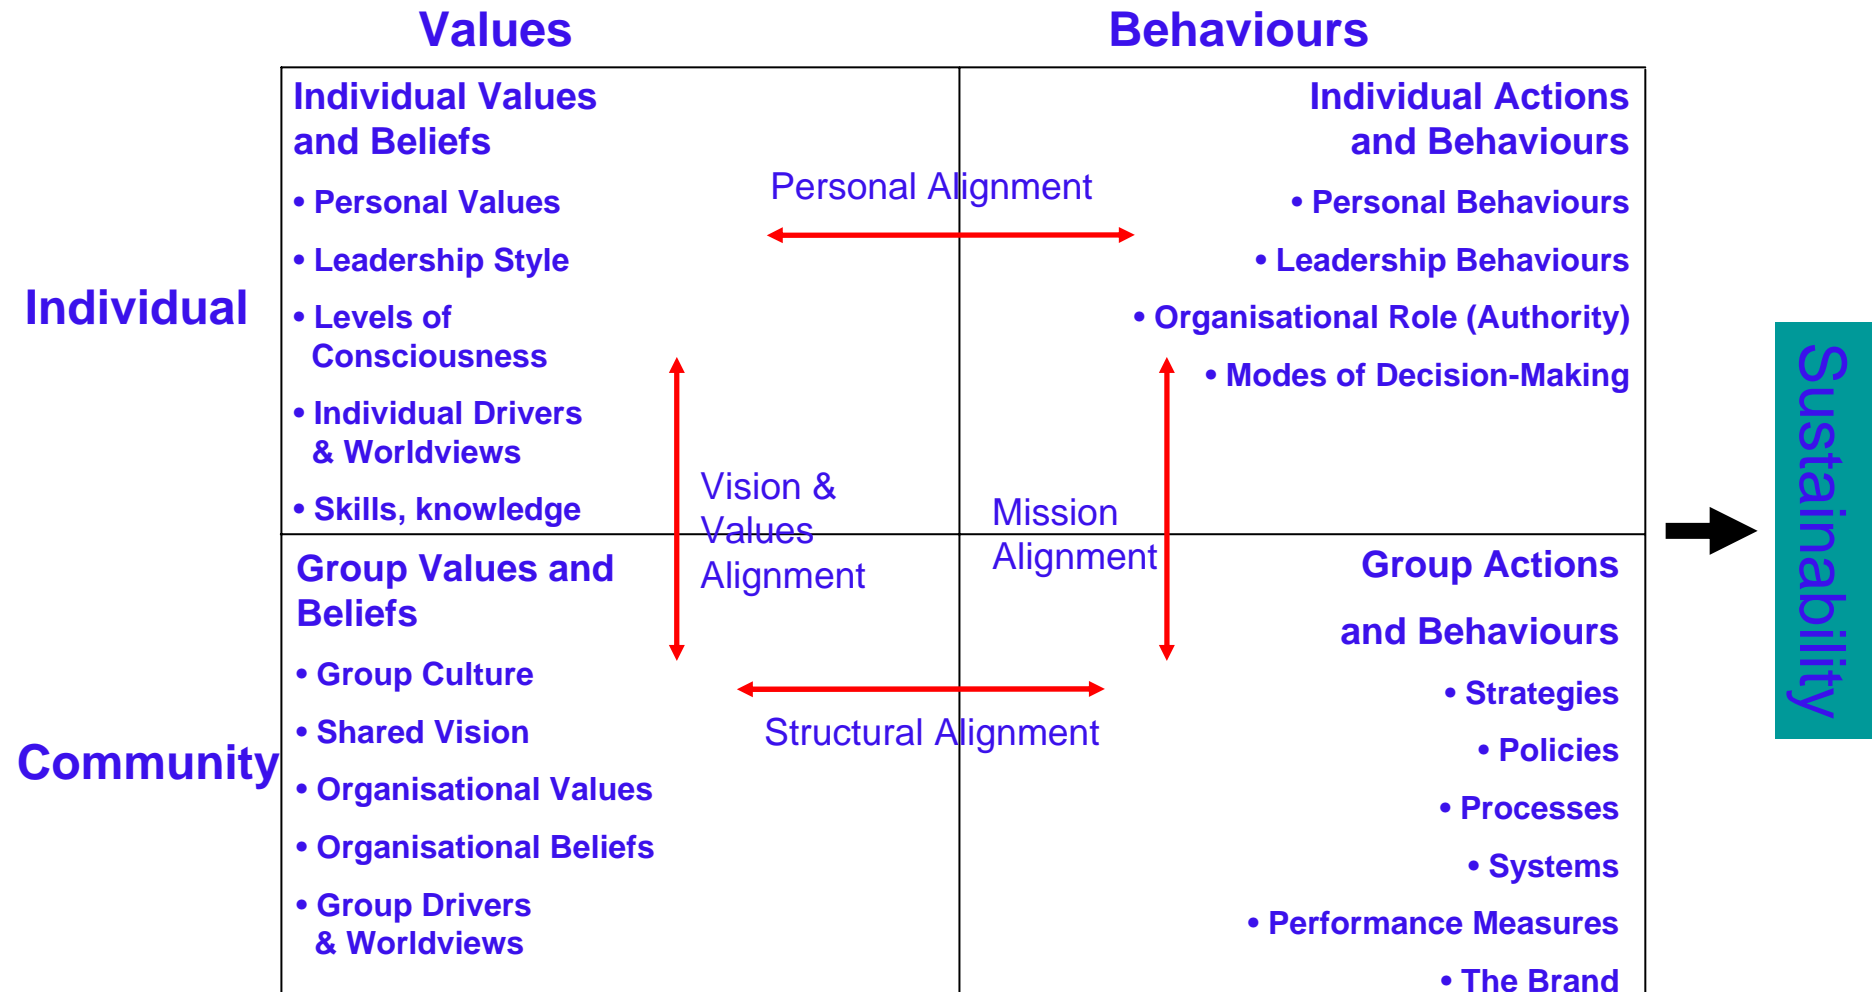 Values
Behaviours
Individual
Individual Values
and Beliefs
• Personal Values
• Leadership Style
• Levels of
Consciousness
• Individual Drivers
& Worldviews
• Skills, knowledge
Personal Alignment
Individual Actions
and Behaviours
• Personal Behaviours
• Leadership Behaviours
• Organisational Role (Authority)
• Modes of Decision-Making
Vision &
Values
Alignment
Mission
Alignment
Community
Group Values and
Beliefs
• Group Culture
• Shared Vision
• Organisational Values
• Organisational Beliefs
• Group Drivers
& Worldviews
Structural Alignment
Group Actions
and Behaviours
• Strategies
• Policies
• Processes
• Systems
• Performance Measures
• The Brand
Sustainability